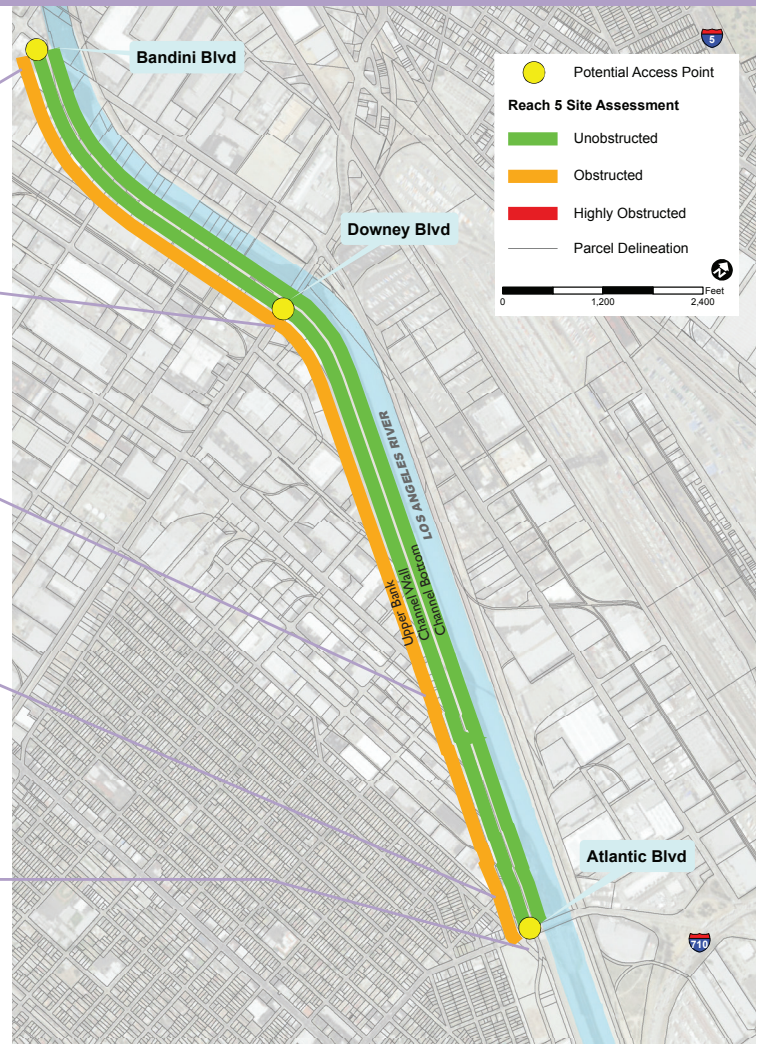 Bandini Blvd
5
Potential Access Point
Reach 5 Site Assessment
Unobstructed
Obstructed
Highly Obstructed
Parcel Delineation
Feet
0 1,200 2,400
Downey Blvd
LOS ANGELES RIVER
Upper Bank
Channel Wall
Channel Bottom
Atlantic Blvd
710